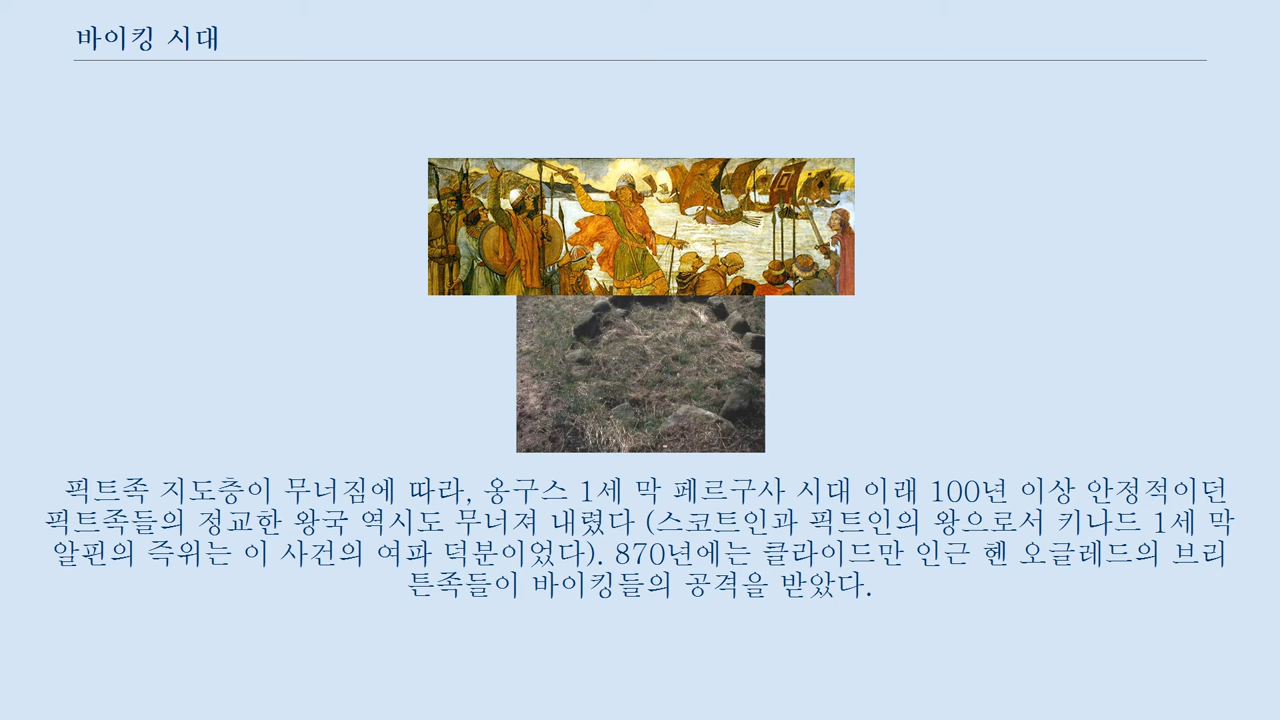 바이킹 시대
픽트족 지도층이 무너짐에 따라, 옹구스 1세 막 페르구사 시대 이래 100년 이상 안정적이던
픽트족들의 정교한 왕국 역시도 무너져 내렸다 (스코트인과 픽트인의 왕으로서 키나드 1세 막
알핀의 즉위는 이 사건의 여파 덕분이었다). 870년에는 클라이드만 인근 헨 오글레드의 브리
튼족들이 바이킹들의 공격을 받았다.